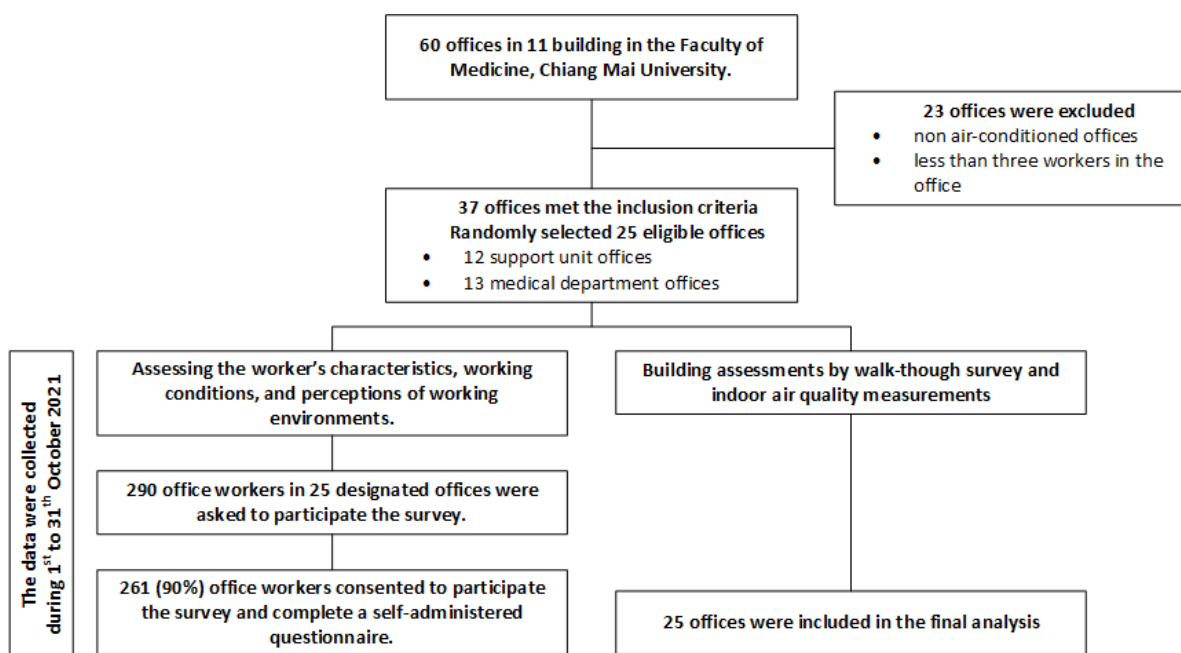 60 offices in 11 building in the Faculty of
Medicine, Chiang Mai University.
23 offices were excluded
• non air-conditioned offices
• less than three workers in the
office
37 offices met the inclusion criteria
Randomly selected 25 eligible offices
• 12 support unit offices
• 13 medical department offices
The data were collected
during 1st to 31th October 2021
Assessing the worker's characteristics, working
conditions, and perceptions of working
environments.
Building assessments by walk-though survey and
indoor air quality measurements
290 office workers in 25 designated offices were
asked to participate the survey.
261 (90%) office workers consented to participate
the survey and complete a self-administered
questionnaire.
25 offices were included in the final analysis